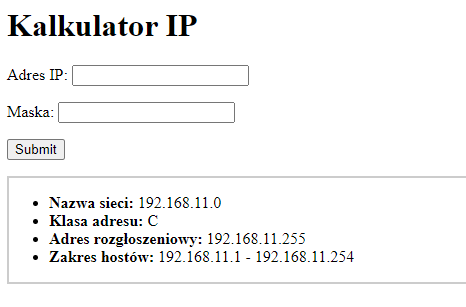 Kalkulator IP
Adres IP:
Maska:
Submit
Nazwa sieci: 192.168.11.0
Klasa adresu: C
Adres rozgłoszeniowy: 192.168.11.255
Zakres hostów: 192.168.11.1 - 192.168.11.254